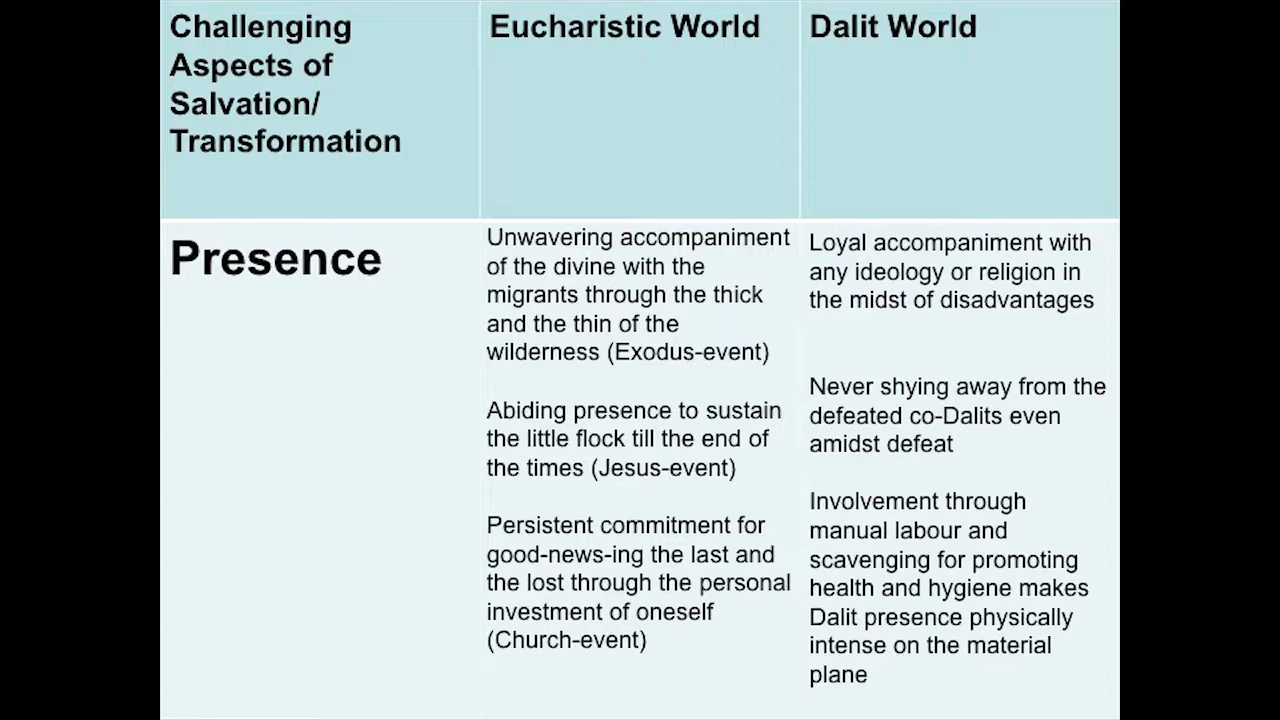 Challenging
Aspects of
Salvation/
Transformation
Eucharistic World
Dalit World
Presence
Unwavering accompaniment
of the divine with the
migrants through the thick
and the thin of the
wilderness (Exodus-event)
Abiding presence to sustain
the little flock till the end of
the times (Jesus-event)
Persistent commitment for
good-news-ing the last and
the lost through the personal
investment of oneself
(Church-event)
Loyal accompaniment with
any ideology or religion in
the midst of disadvantages
Never shying away from the
defeated co-Dalits even
amidst defeat
Involvement through
manual labour and
scavenging for promoting
health and hygiene makes
Dalit presence physically
intense on the material
plane